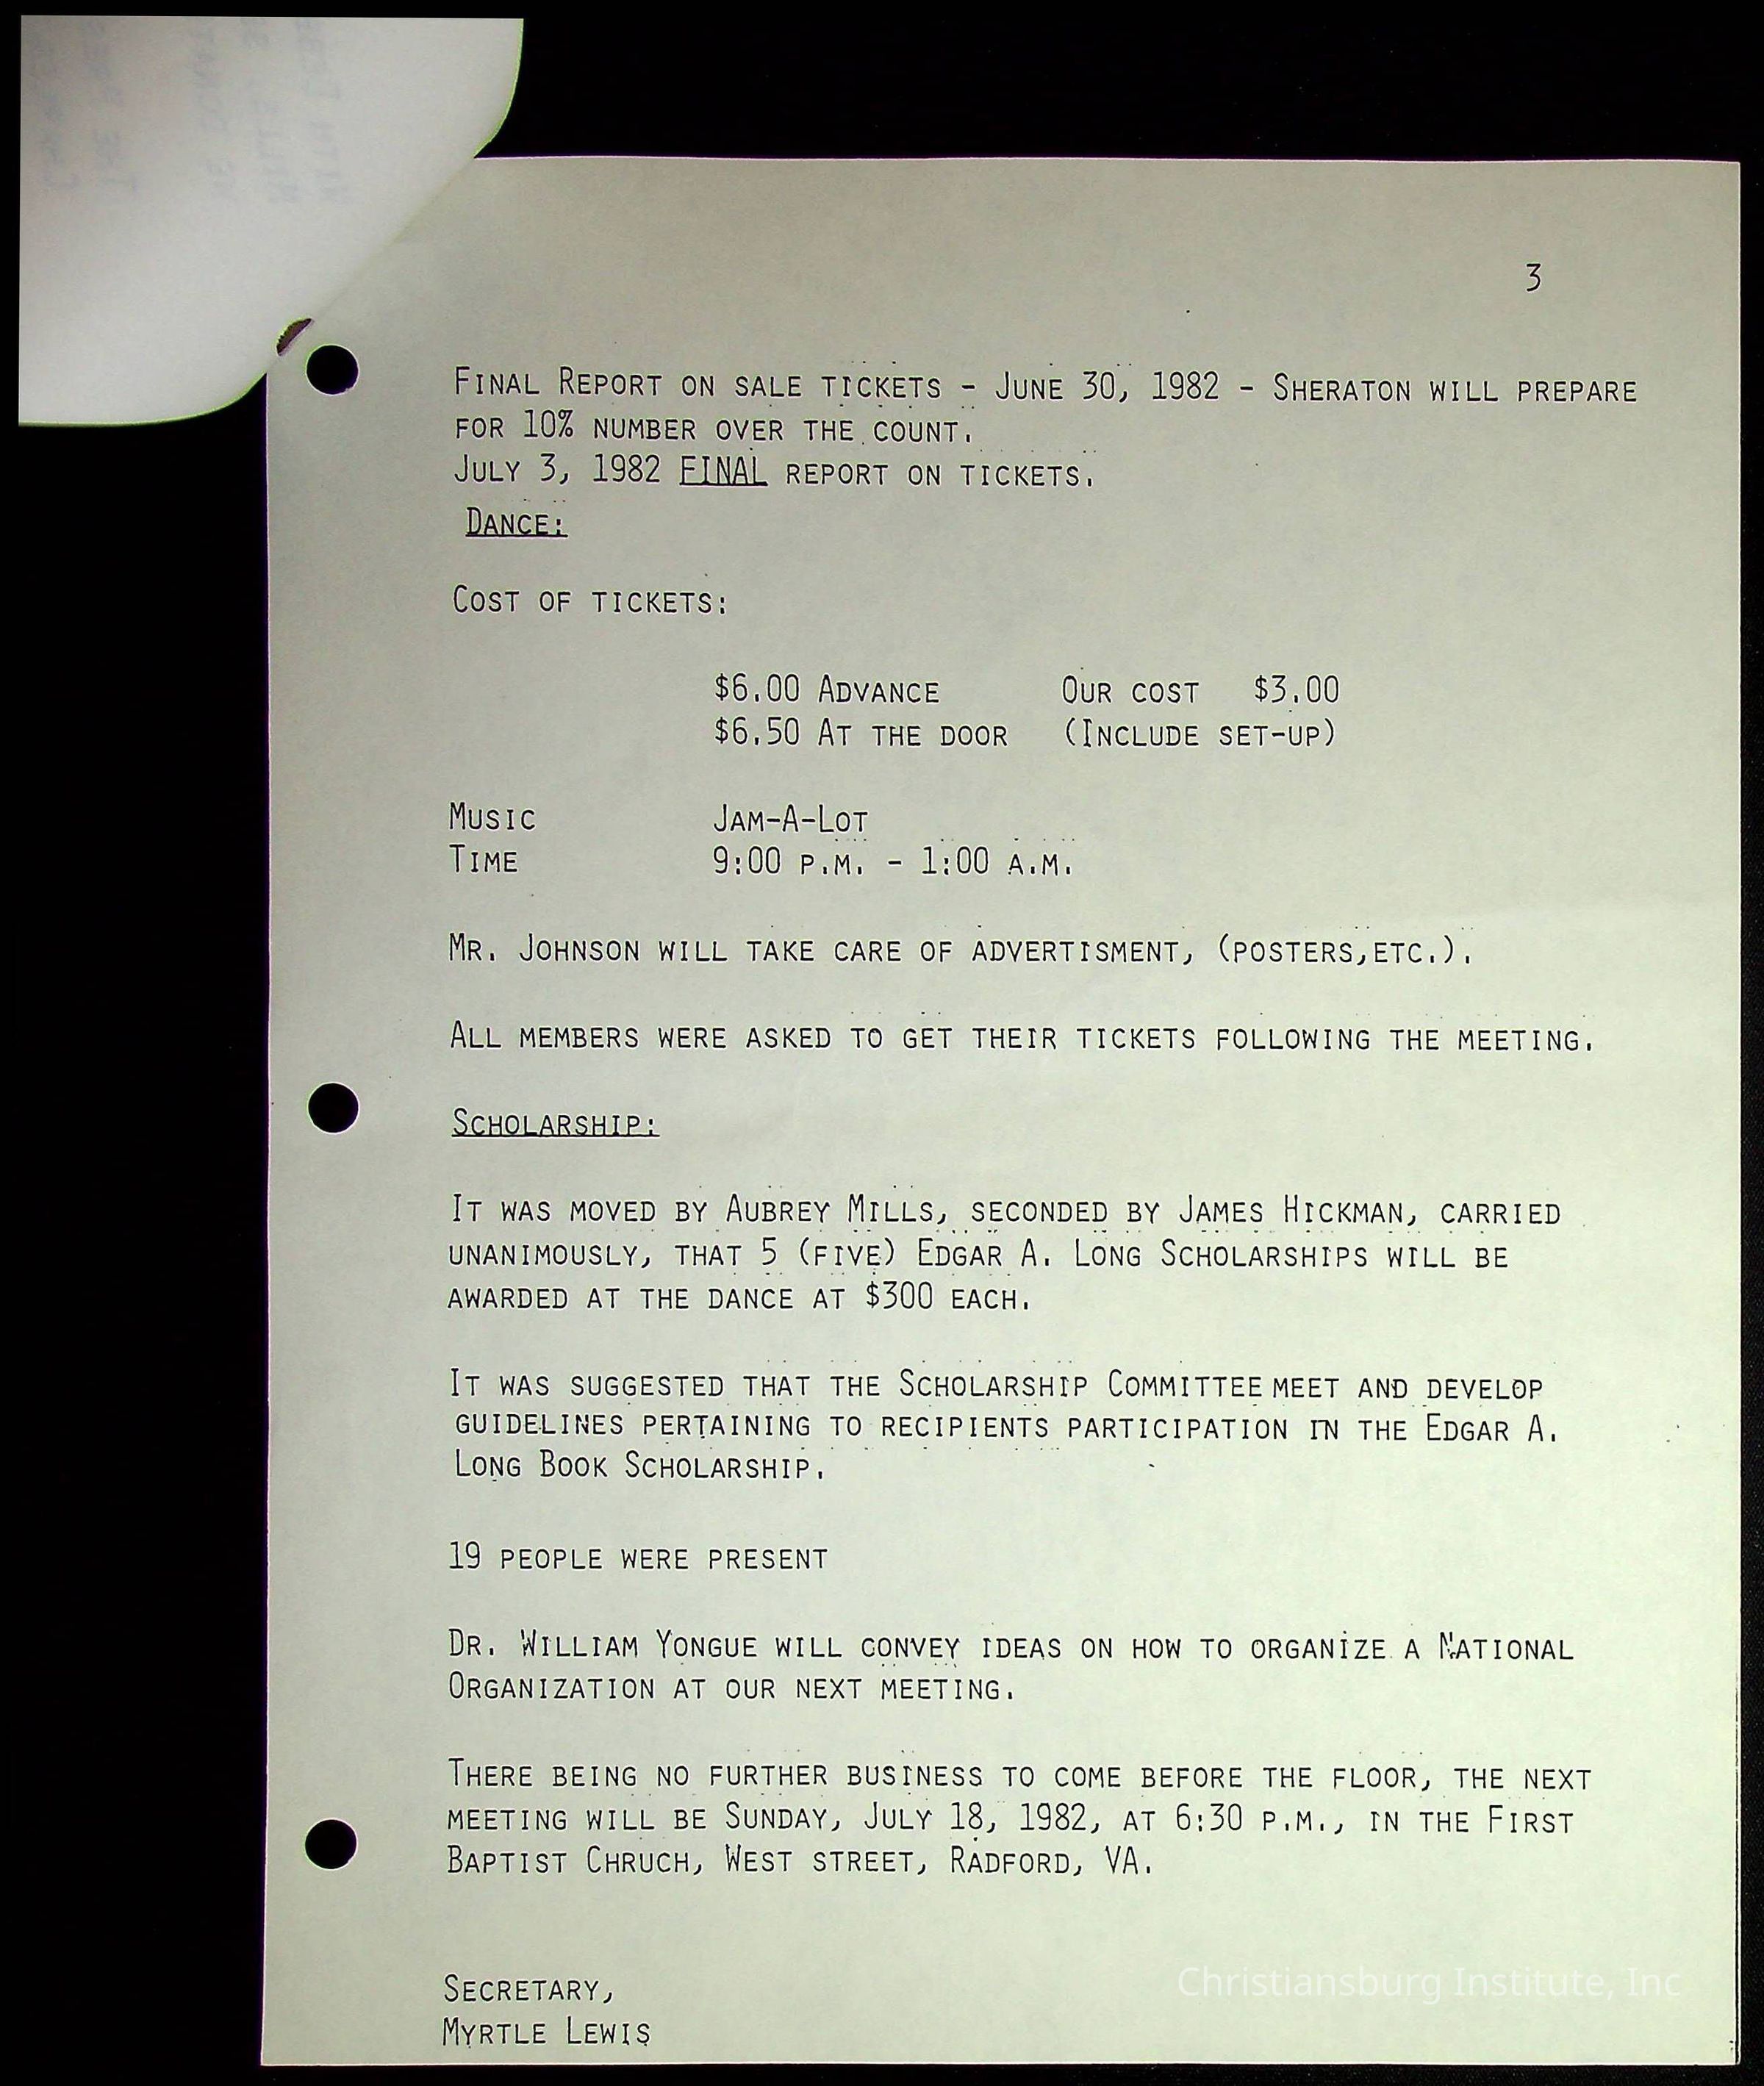 3
Final Report on sale tickets - June 30, 1982 - Sheraton will prepare
for 10% number over the count.
July 3, 1982 FINAL report on tickets.
Dance:
Cost of tickets:
$6.00 Advance Our cost $3.00
$6.50 At the door (Include set-up)
Music Jam-A-Lot
Time 9:00 p.m. - 1:00 a.m.
Mr. Johnson will take care of advertisment, (posters,etc.).
All members were asked to get their tickets following the meeting.
Scholarship:
It was moved by Aubrey Mills, seconded by James Hickman, carried
unanimously, that 5 (five) Edgar A. Long Scholarships will be
awarded at the dance at $300 each.
It was suggested that the Scholarship Committee meet and develop
guidelines pertaining to recipients participation in the Edgar A.
Long Book Scholarship.
19 people were present
Dr. William Yongue will convey ideas on how to organize a National
Organization at our next meeting.
There being no further business to come before the floor, the next
meeting will be Sunday, July 18, 1982, at 6:30 p.m., in the First
Baptist Chruch, West street, Radford, VA.
Secretary,
Myrtle Lewis
Christiansburg Institute, Inc